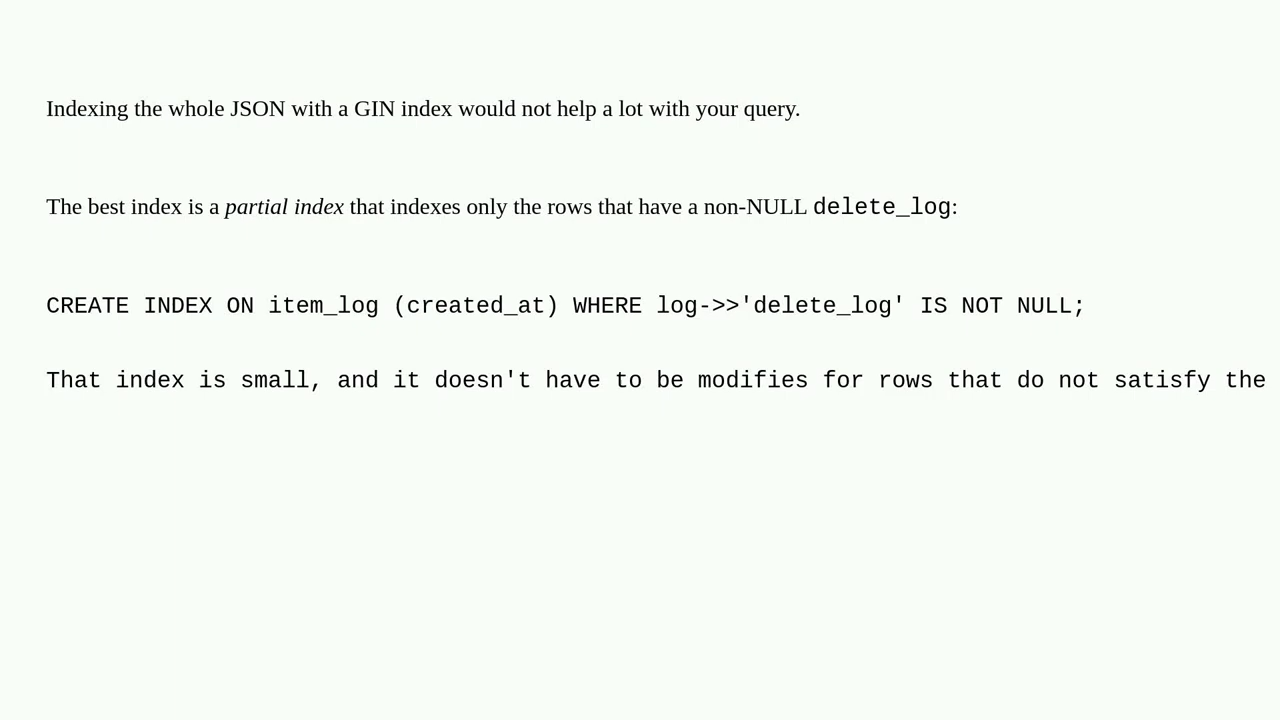 Indexing the whole JSON with a GIN index would not help a lot with your query.
The best index is a partial index that indexes only the rows that have a non-NULL delete_log:
CREATE INDEX ON item_log (created_at) WHERE log->>'delete_log' IS NOT NULL;
That index is small, and it doesn't have to be modifies for rows that do not satisfy the